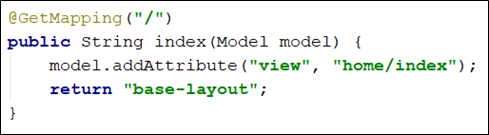 @GetMapping("/")
public String index(Model model) {
    model.addAttribute("view", "home/index");
    return "base-layout";
}